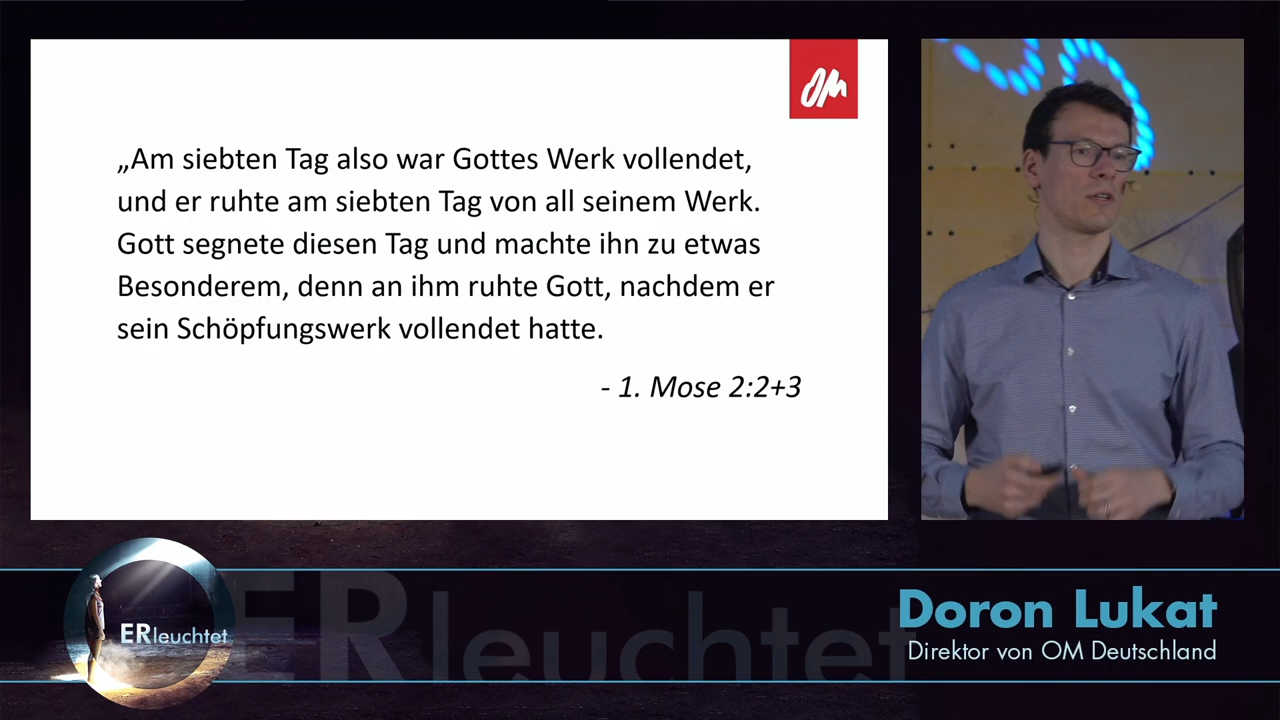 OM
„Am siebten Tag also war Gottes Werk vollendet,
und er ruhte am siebten Tag von all seinem Werk.
Gott segnete diesen Tag und machte ihn zu etwas
Besonderem, denn an ihm ruhte Gott, nachdem er
sein Schöpfungswerk vollendet hatte.
- 1. Mose 2:2+3
ERleuchtet
ERleuchtet
Doron Lukat
Direktor von OM Deutschland